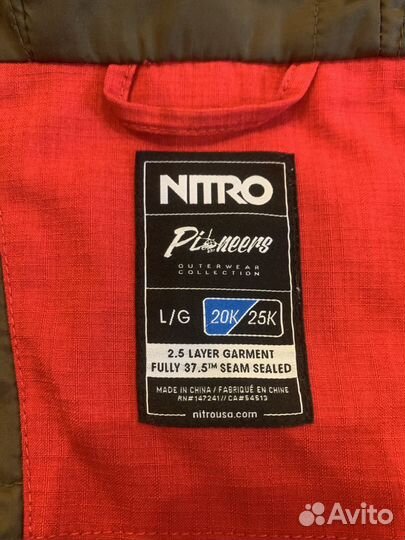 NITRO
Pioneers
OUTERWEAR
COLLECTION
L/G 20K/25K
2.5 LAYER GARMENT
FULLY 37.5™ SEAM SEALED
MADE IN CHINA / FABRIQUÉ EN CHINE
RN#147241// CA#54513
nitrousa.com
Avito